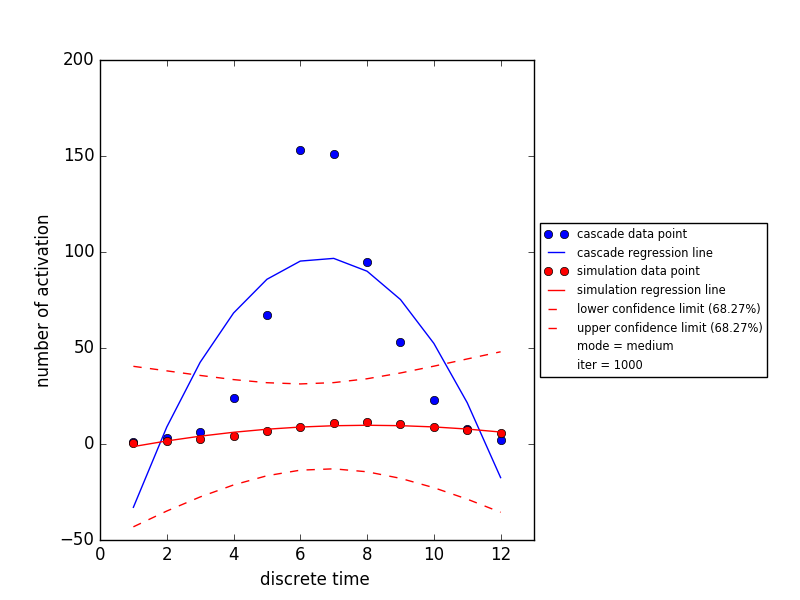 200
150
100
50
0
−50
0 2 4 6 8 10 12
discrete time
number of activation
cascade data point
cascade regression line
simulation data point
simulation regression line
lower confidence limit (68.27%)
upper confidence limit (68.27%)
mode = medium
iter = 1000